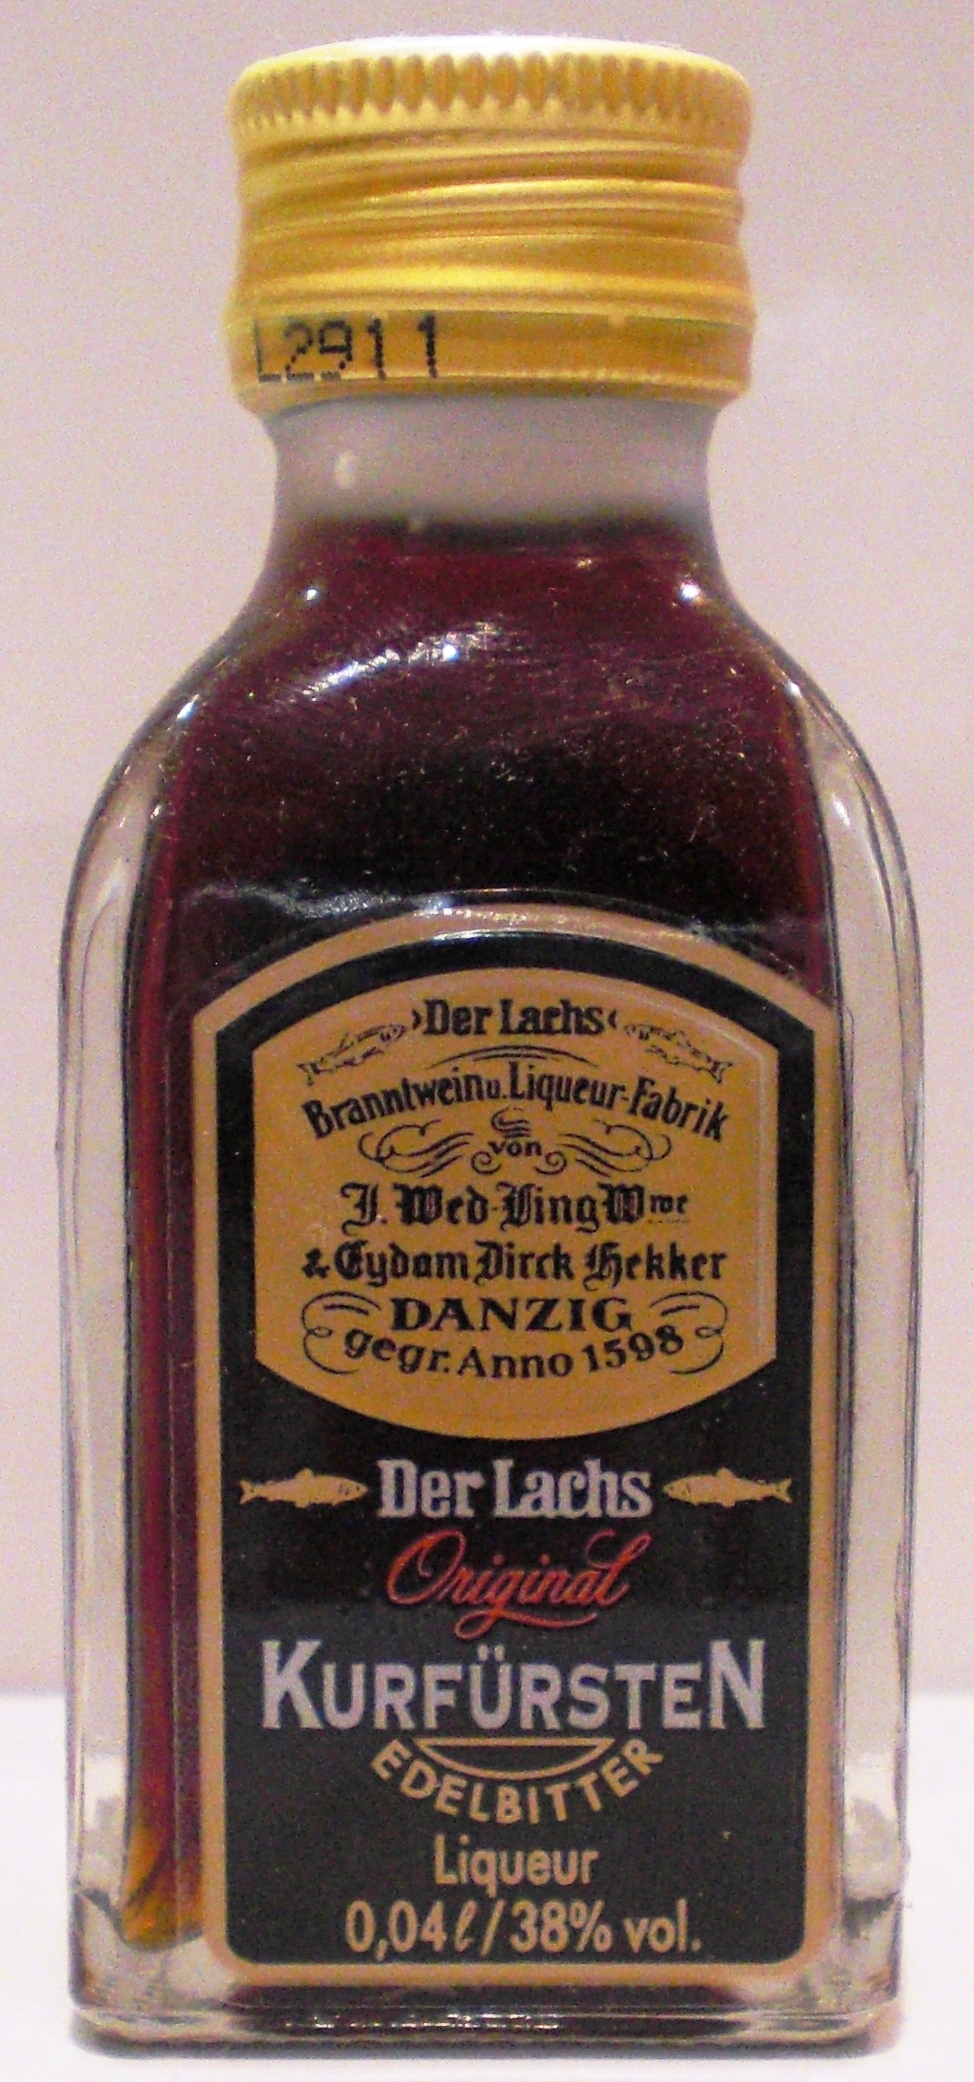 L2911
›Der Lachs‹
Branntwein u. Liqueur-Fabrik
von
I. Wed-Ling Wwe
& Eydam Dirck Hekker
DANZIG
gegr. Anno 1598
Der Lachs
Original
KURFÜRSTEN
EDELBITTER
Liqueur
0,04ℓ/38% vol.